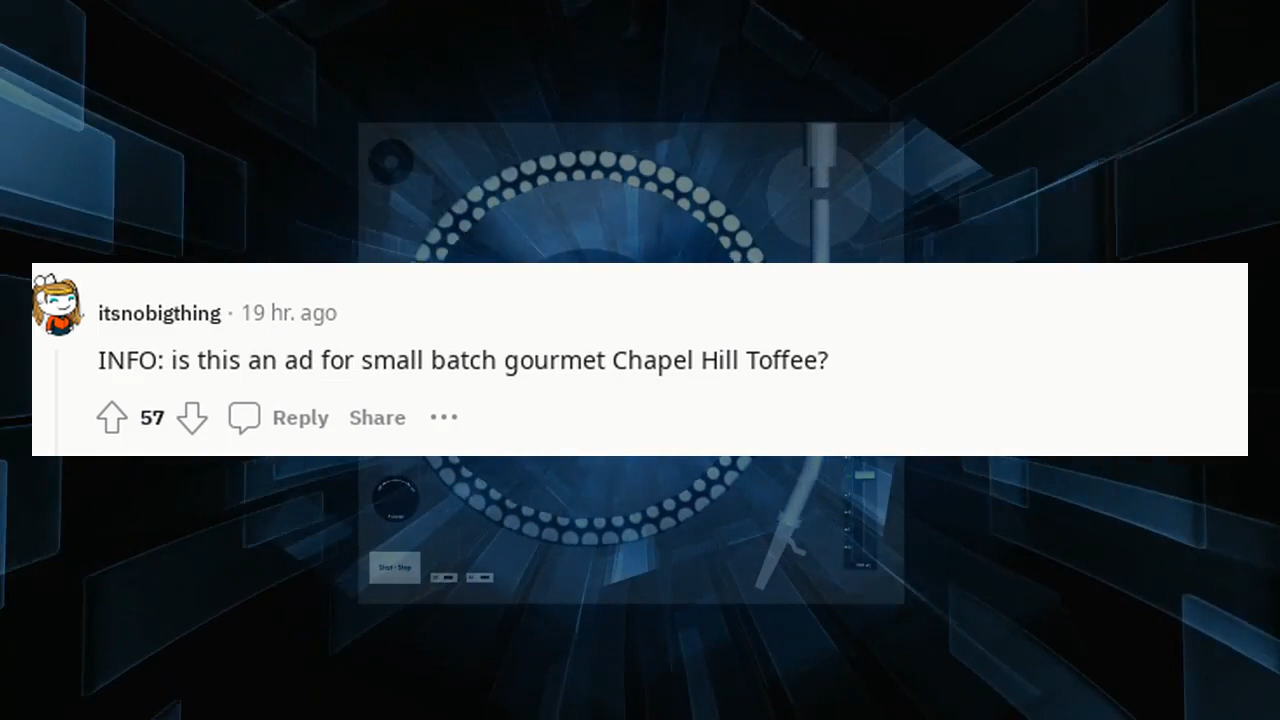 itsnobigthing · 19 hr. ago
INFO: is this an ad for small batch gourmet Chapel Hill Toffee?
57 Reply Share •••
Start • Stop